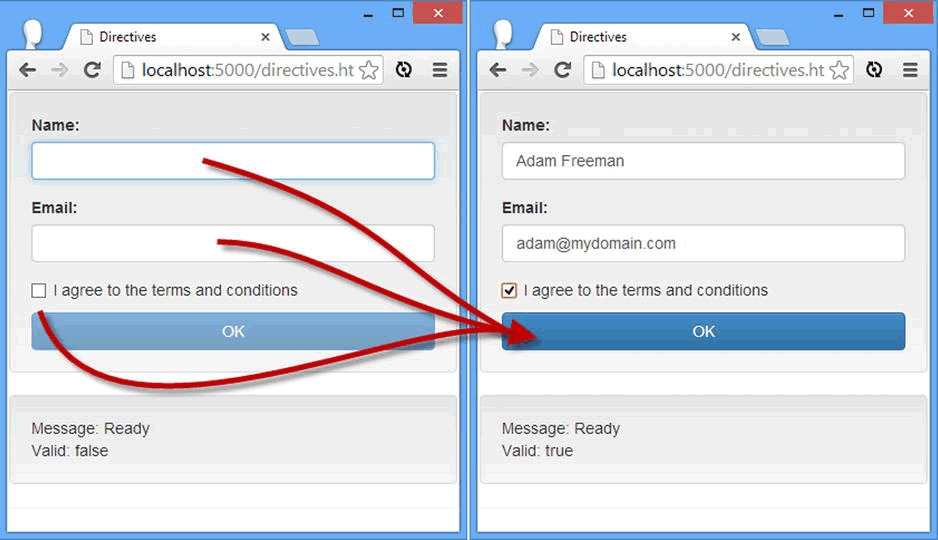 Directives
localhost:5000/directives.ht
Name:
Email:
I agree to the terms and conditions
OK
Message: Ready
Valid: false
Directives
localhost:5000/directives.ht
Name:
Adam Freeman
Email:
adam@mydomain.com
I agree to the terms and conditions
OK
Message: Ready
Valid: true